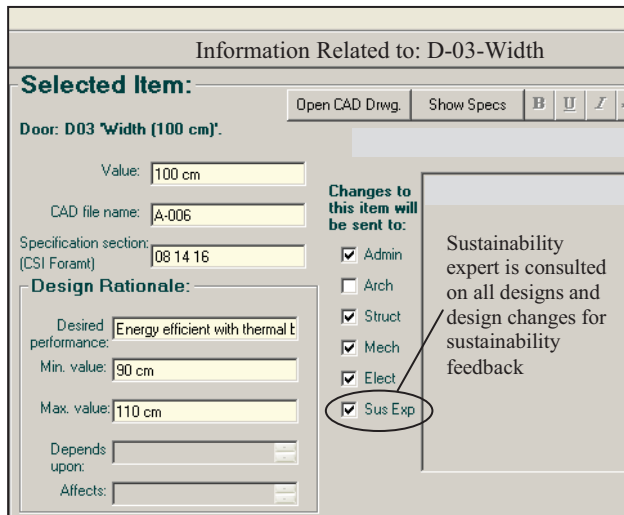 Information Related to: D-03-Width
Selected Item:
Open CAD Drwg. Show Specs B U I
Door: D03 'Width (100 cm)'.
Value: 100 cm
CAD file name: A-006
Specification section:
(CSI Foramt) 08 14 16
Design Rationale:
Desired
performance: Energy efficient with thermal
Min. value: 90 cm
Max. value: 110 cm
Depends
upon:
Affects:
Changes to
this item will
be sent to:
Admin
Arch
Struct
Mech
Elect
Sus Exp
Sustainability
expert is consulted
on all designs and
design changes for
sustainability
feedback